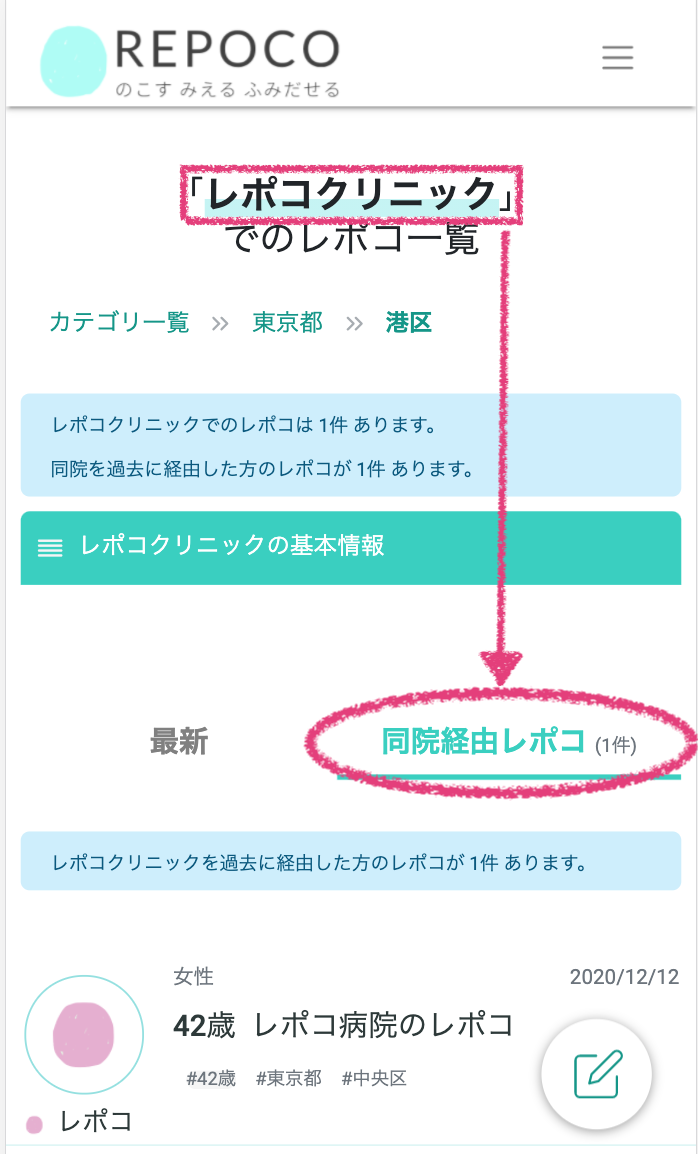 REPOCO
のこす みえる ふみだせる
「レポコクリニック」
でのレポコ一覧
カテゴリ一覧 » 東京都 » 港区
レポコクリニックでのレポコは 1件 あります。
同院を過去に経由した方のレポコが 1件 あります。
レポコクリニックの基本情報
最新 同院経由レポコ (1件)
レポコクリニックを過去に経由した方のレポコが 1件 あります。
女性 2020/12/12
42歳 レポコ病院のレポコ
#42歳 #東京都 #中央区
レポコ